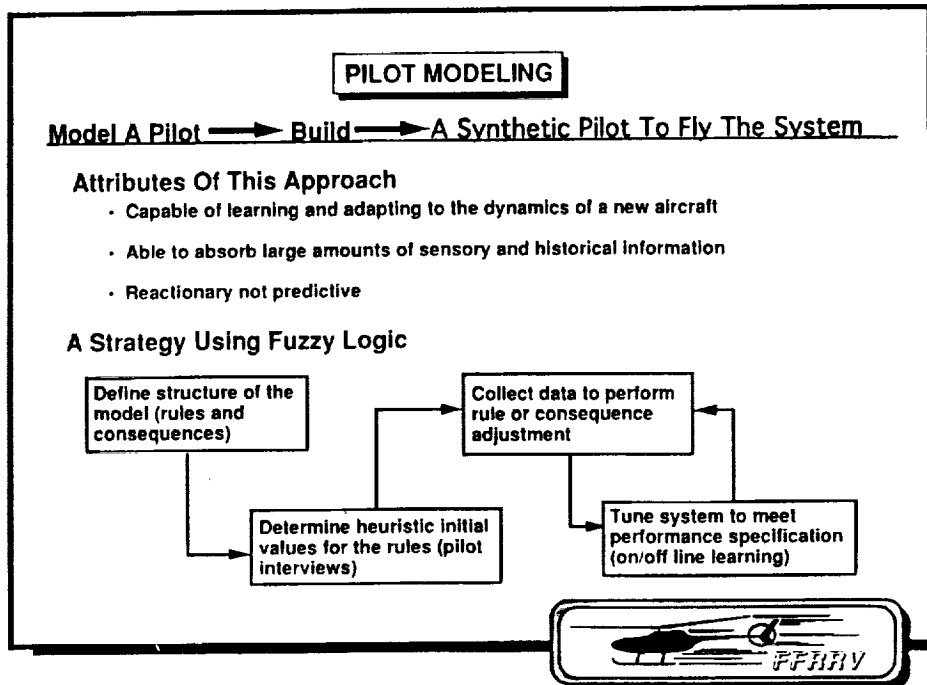 PILOT MODELING
Model A Pilot → Build → A Synthetic Pilot To Fly The System
Attributes Of This Approach
· Capable of learning and adapting to the dynamics of a new aircraft
· Able to absorb large amounts of sensory and historical information
· Reactionary not predictive
A Strategy Using Fuzzy Logic
Define structure of the
model (rules and
consequences)
Determine heuristic initial
values for the rules (pilot
interviews)
Collect data to perform
rule or consequence
adjustment
Tune system to meet
performance specification
(on/off line learning)
FFRRV